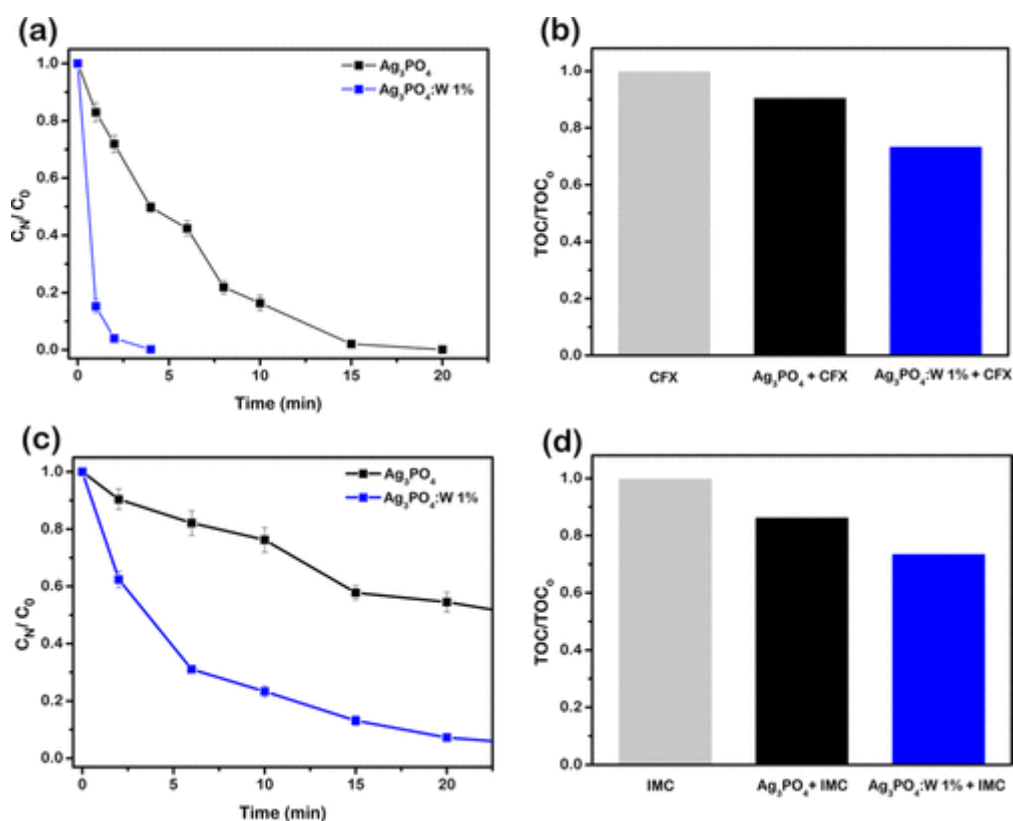 (a)
Ag₃PO₄
Ag₃PO₄:W 1%
1.0
0.8
0.6
0.4
0.2
0.0
C_N/ C₀
0 5 10 15 20
Time (min)
(b)
1.0
0.8
0.6
0.4
0.2
0.0
TOC/TOC₀
CFX Ag₃PO₄ + CFX Ag₃PO₄:W 1% + CFX
(c)
Ag₃PO₄
Ag₃PO₄:W 1%
1.0
0.8
0.6
0.4
0.2
0.0
C_N/ C₀
0 5 10 15 20
Time (min)
(d)
1.0
0.8
0.6
0.4
0.2
0.0
TOC/TOC₀
IMC Ag₃PO₄+ IMC Ag₃PO₄:W 1% + IMC